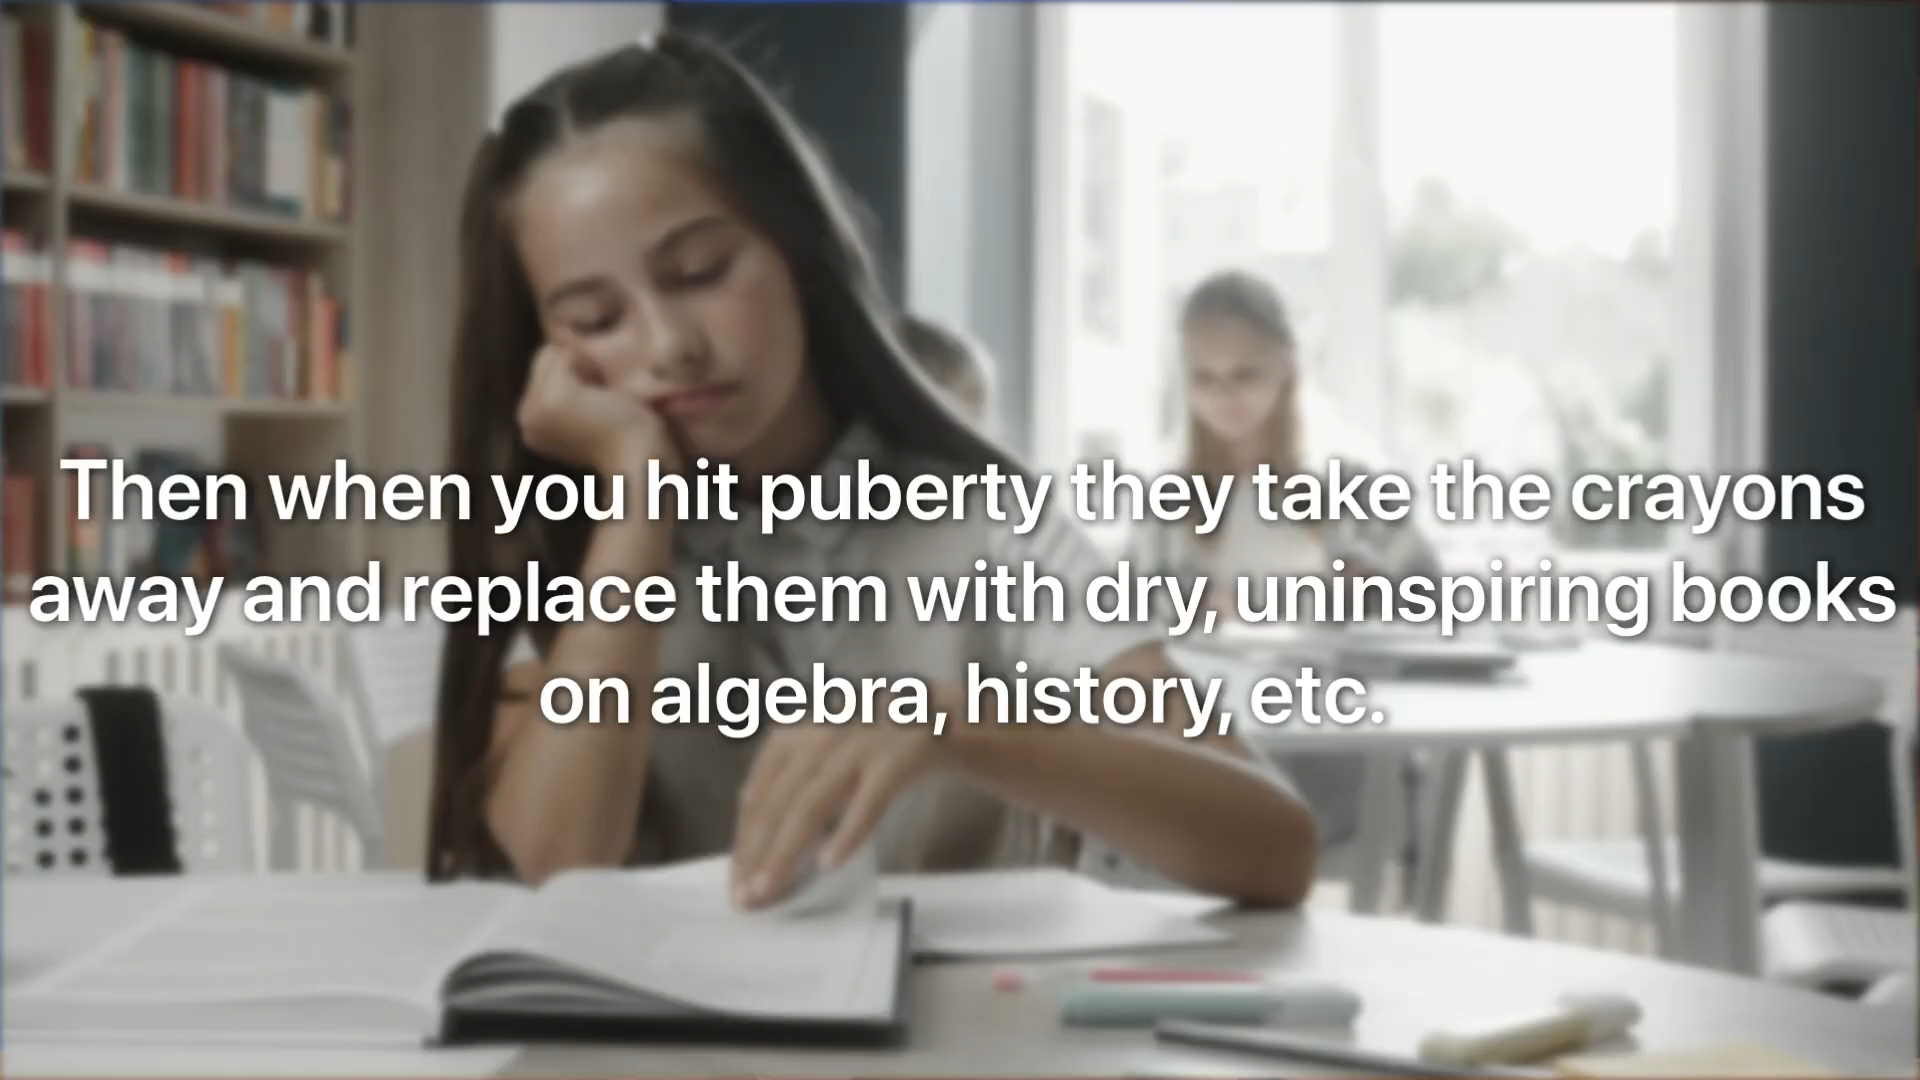 Then when you hit puberty they take the crayons
away and replace them with dry, uninspiring books
on algebra, history, etc.